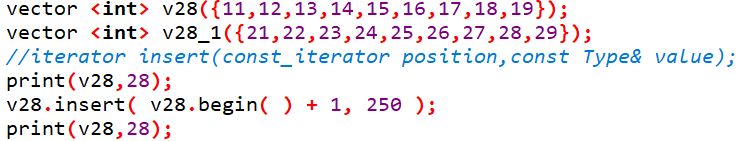 vector <int> v28({11,12,13,14,15,16,17,18,19});
vector <int> v28_1({21,22,23,24,25,26,27,28,29});
//iterator insert(const_iterator position,const Type& value);
print(v28,28);
v28.insert( v28.begin( ) + 1, 250 );
print(v28,28);